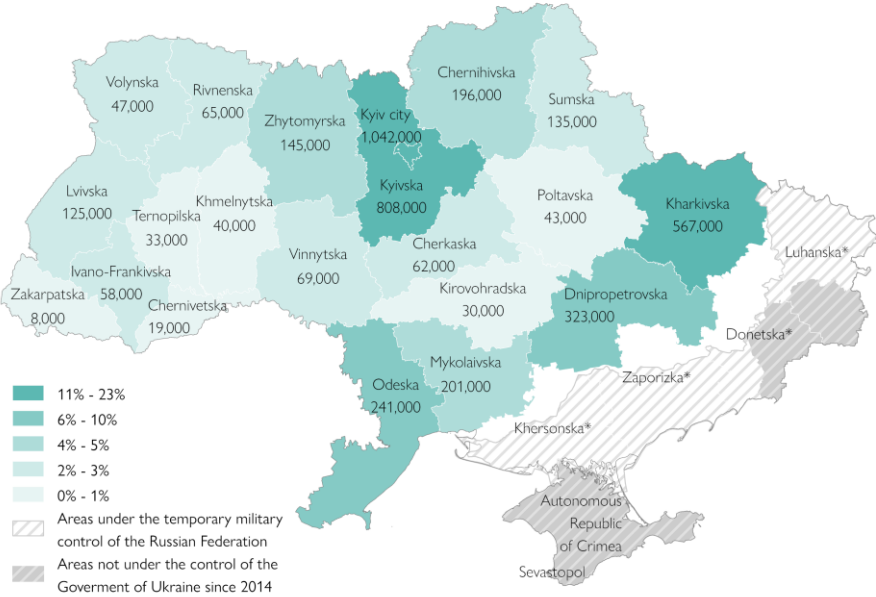 Volynska
47,000
Rivnenska
65,000
Zhytomyrska
145,000
Kyiv city
1,042,000
Chernihivska
196,000
Sumska
135,000
Kyivska
808,000
Lvivska
125,000
Ternopilska
33,000
Khmelnytska
40,000
Vinnytska
69,000
Cherkaska
62,000
Poltavska
43,000
Kharkivska
567,000
Luhanska*
Ivano-Frankivska
58,000
Zakarpatska
8,000
Chernivetska
19,000
Kirovohradska
30,000
Dnipropetrovska
323,000
Donetska*
Odeska
241,000
Mykolaivska
201,000
Zaporizka*
Khersonska*
Autonomous
Republic
of Crimea
Sevastopol
11% - 23%
6% - 10%
4% - 5%
2% - 3%
0% - 1%
Areas under the temporary military
control of the Russian Federation
Areas not under the control of the
Goverment of Ukraine since 2014